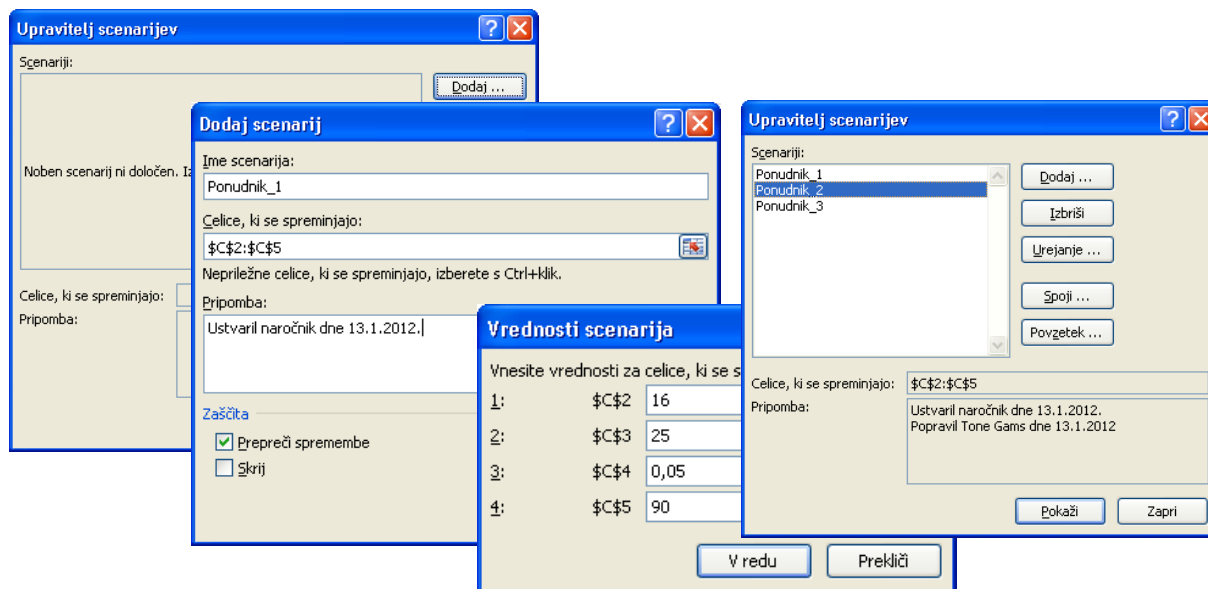 Upravitelj scenarijev
Scenariji:
Dodaj ...
Noben scenarij ni določen.
Celice, ki se spreminjajo:
Pripomba:
Dodaj scenarij
Ime scenarija:
Ponudnik_1
Celice, ki se spreminjajo:
$C$2:$C$5
Nepriležne celice, ki se spreminjajo, izberete s Ctrl+klik.
Pripomba:
Ustvaril naročnik dne 13.1.2012.
Zaščita
Prepreči spremembe
Skrij
Vrednosti scenarija
Vnesite vrednosti za celice, ki se
1: $C$2 16
2: $C$3 25
3: $C$4 0,05
4: $C$5 90
V redu
Prekliči
Upravitelj scenarijev
Scenariji:
Ponudnik_1
Ponudnik_2
Ponudnik_3
Dodaj ...
Izbriši
Urejanje ...
Spoji ...
Povzetek ...
Celice, ki se spreminjajo: $C$2:$C$5
Pripomba:
Ustvaril naročnik dne 13.1.2012.
Popravil Tone Gams dne 13.1.2012
Pokaži
Zapri